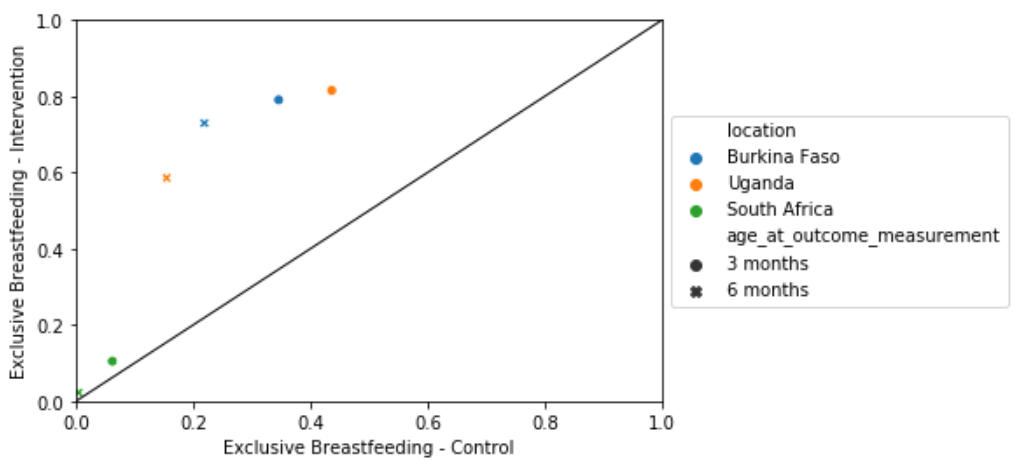 1.0
0.8
0.6
0.4
0.2
0.0
Exclusive Breastfeeding - Intervention
0.0 0.2 0.4 0.6 0.8 1.0
Exclusive Breastfeeding - Control
location
Burkina Faso
Uganda
South Africa
age_at_outcome_measurement
3 months
6 months